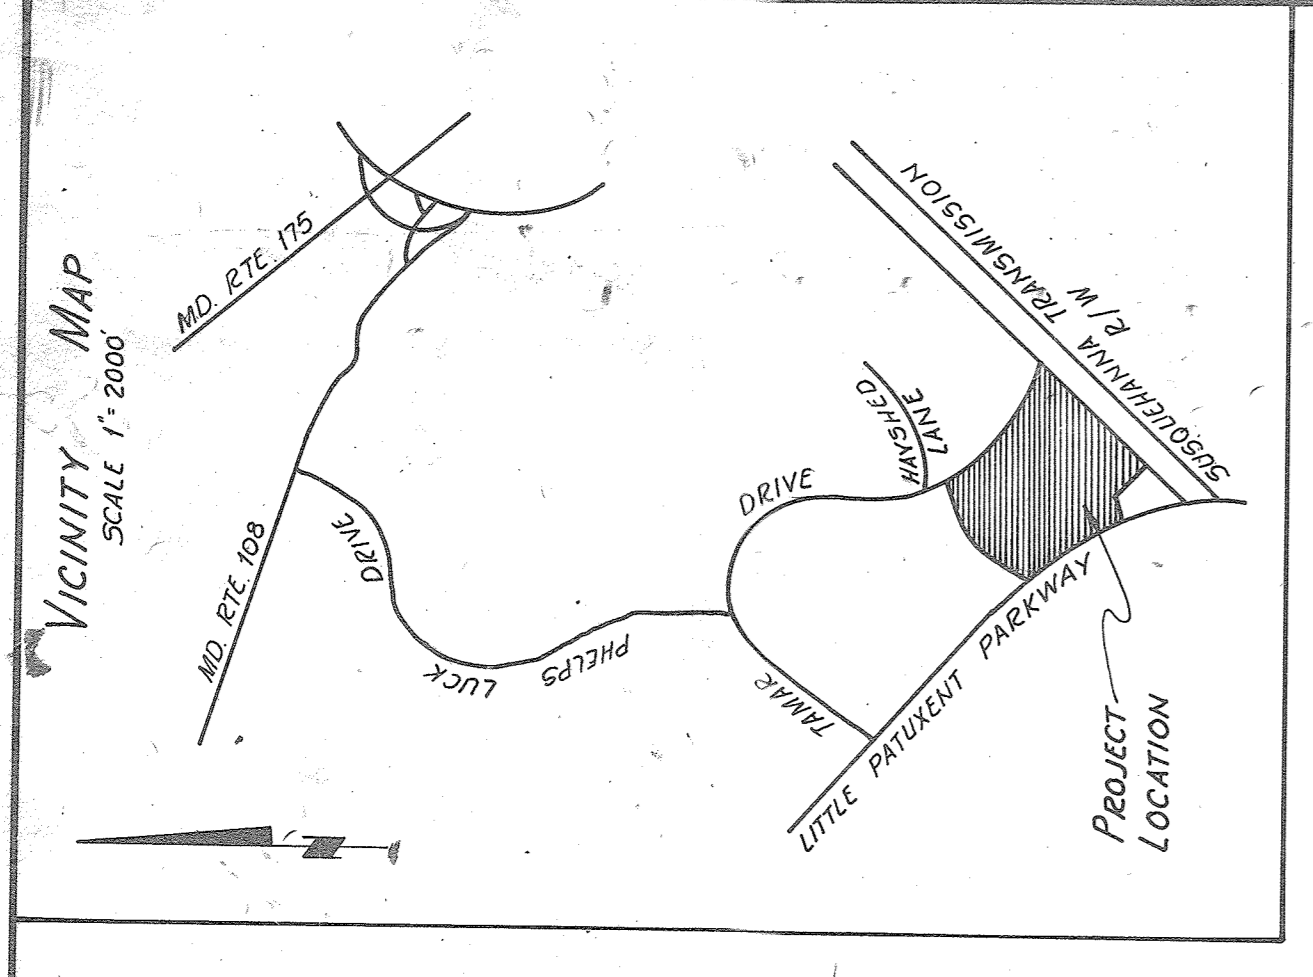 VICINITY MAP
SCALE 1"= 2000'
MD. RTE. 175
MD. RTE. 108
DRIVE
LUCK
PHELPS
TAMAR
DRIVE
HAYSHED
LANE
SUSQUEHANNA TRANSMISSION
R/W
LITTLE PATUXENT PARKWAY
PROJECT
LOCATION
N